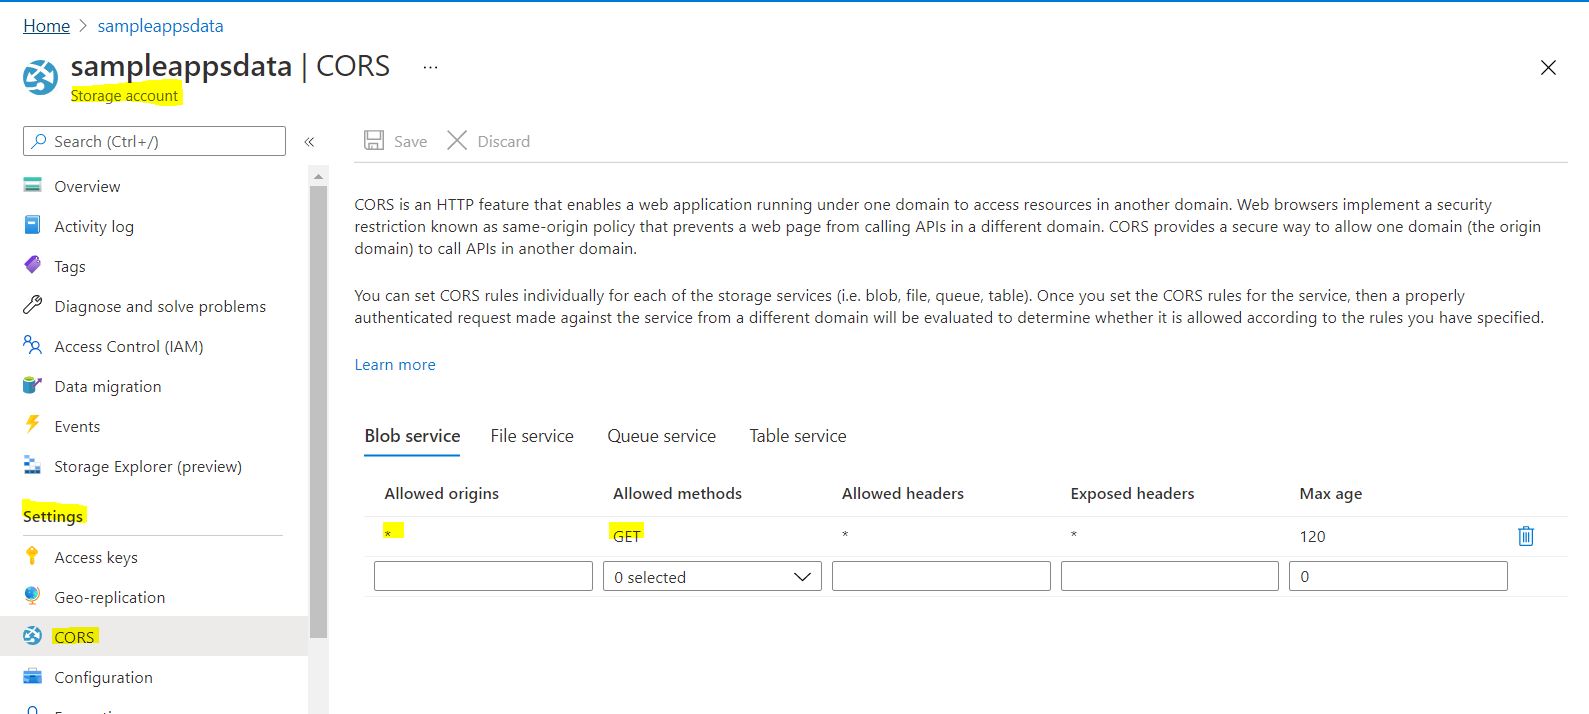 Home > sampleappsdata
sampleappsdata | CORS ...
Storage account
Search (Ctrl+/)
«
Save
Discard
Overview
Activity log
Tags
Diagnose and solve problems
Access Control (IAM)
Data migration
Events
Storage Explorer (preview)
Settings
Access keys
Geo-replication
CORS
Configuration
CORS is an HTTP feature that enables a web application running under one domain to access resources in another domain. Web browsers implement a security
restriction known as same-origin policy that prevents a web page from calling APIs in a different domain. CORS provides a secure way to allow one domain (the origin
domain) to call APIs in another domain.
You can set CORS rules individually for each of the storage services (i.e. blob, file, queue, table). Once you set the CORS rules for the service, then a properly
authenticated request made against the service from a different domain will be evaluated to determine whether it is allowed according to the rules you have specified.
Learn more
Blob service File service Queue service Table service
Allowed origins Allowed methods Allowed headers Exposed headers Max age
* GET * * 120
0 selected 0